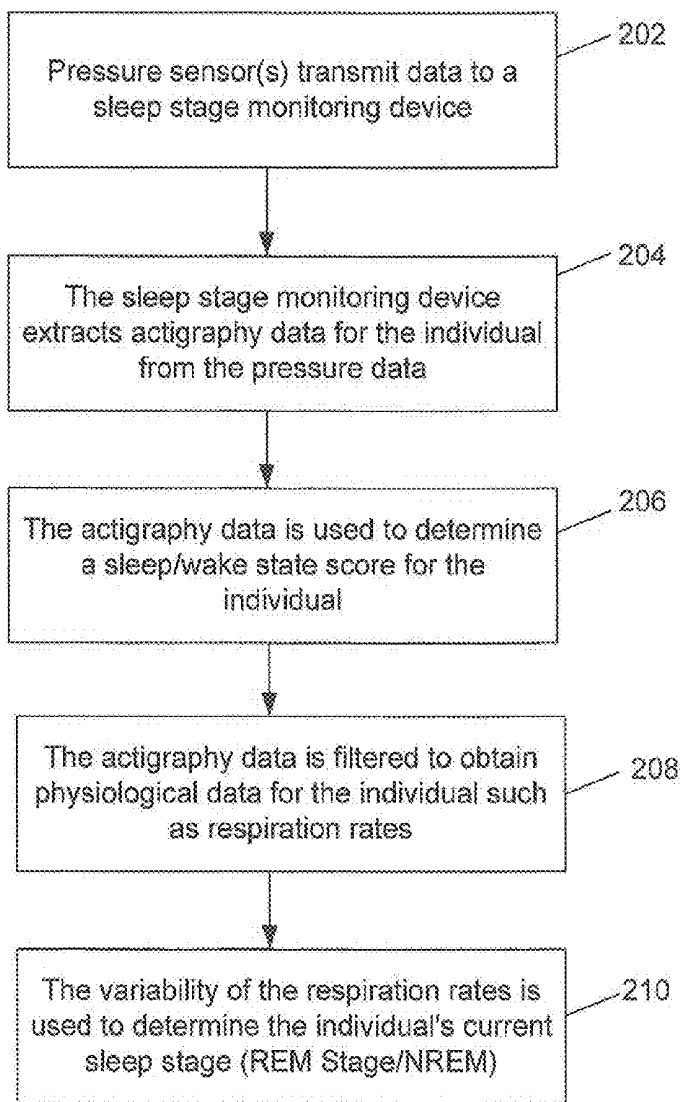 202
Pressure sensor(s) transmit data to a
sleep stage monitoring device
204
The sleep stage monitoring device
extracts actigraphy data for the individual
from the pressure data
206
The actigraphy data is used to determine
a sleep/wake state score for the
individual
208
The actigraphy data is filtered to obtain
physiological data for the individual such
as respiration rates
210
The variability of the respiration rates is
used to determine the individual's current
sleep stage (REM Stage/NREM)